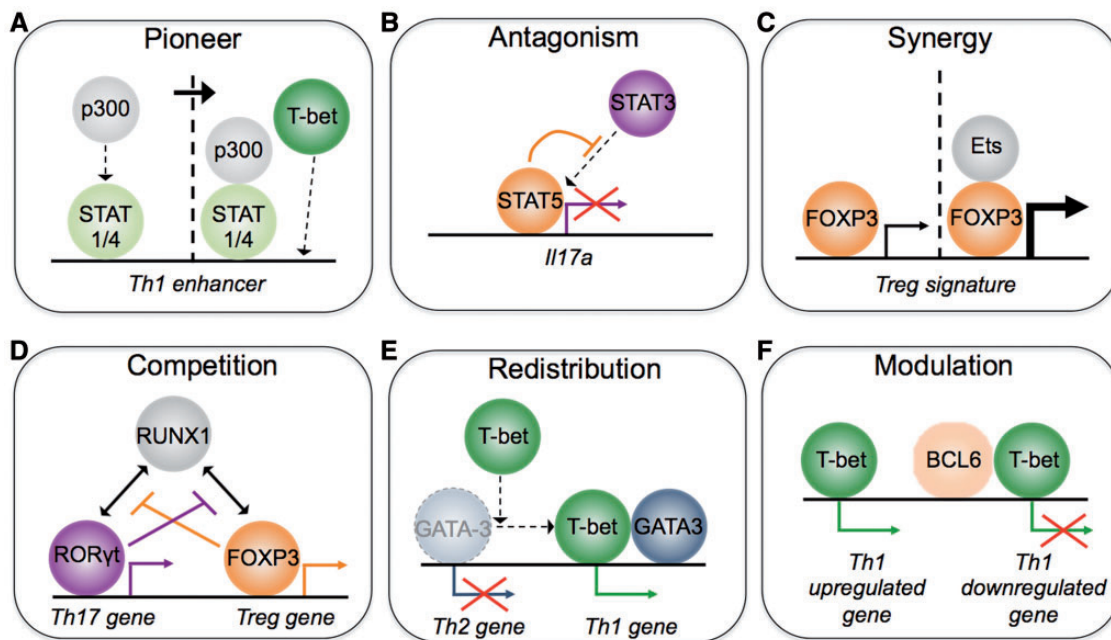 A
Pioneer
p300
p300
T-bet
STAT
1/4
STAT
1/4
Th1 enhancer
B
Antagonism
STAT3
STAT5
Il17a
C
Synergy
Ets
FOXP3
FOXP3
Treg signature
D
Competition
RUNX1
RORγt
FOXP3
Th17 gene
Treg gene
E
Redistribution
T-bet
GATA-3
T-bet
GATA3
Th2 gene
Th1 gene
F
Modulation
T-bet
BCL6
T-bet
Th1
upregulated
gene
Th1
downregulated
gene